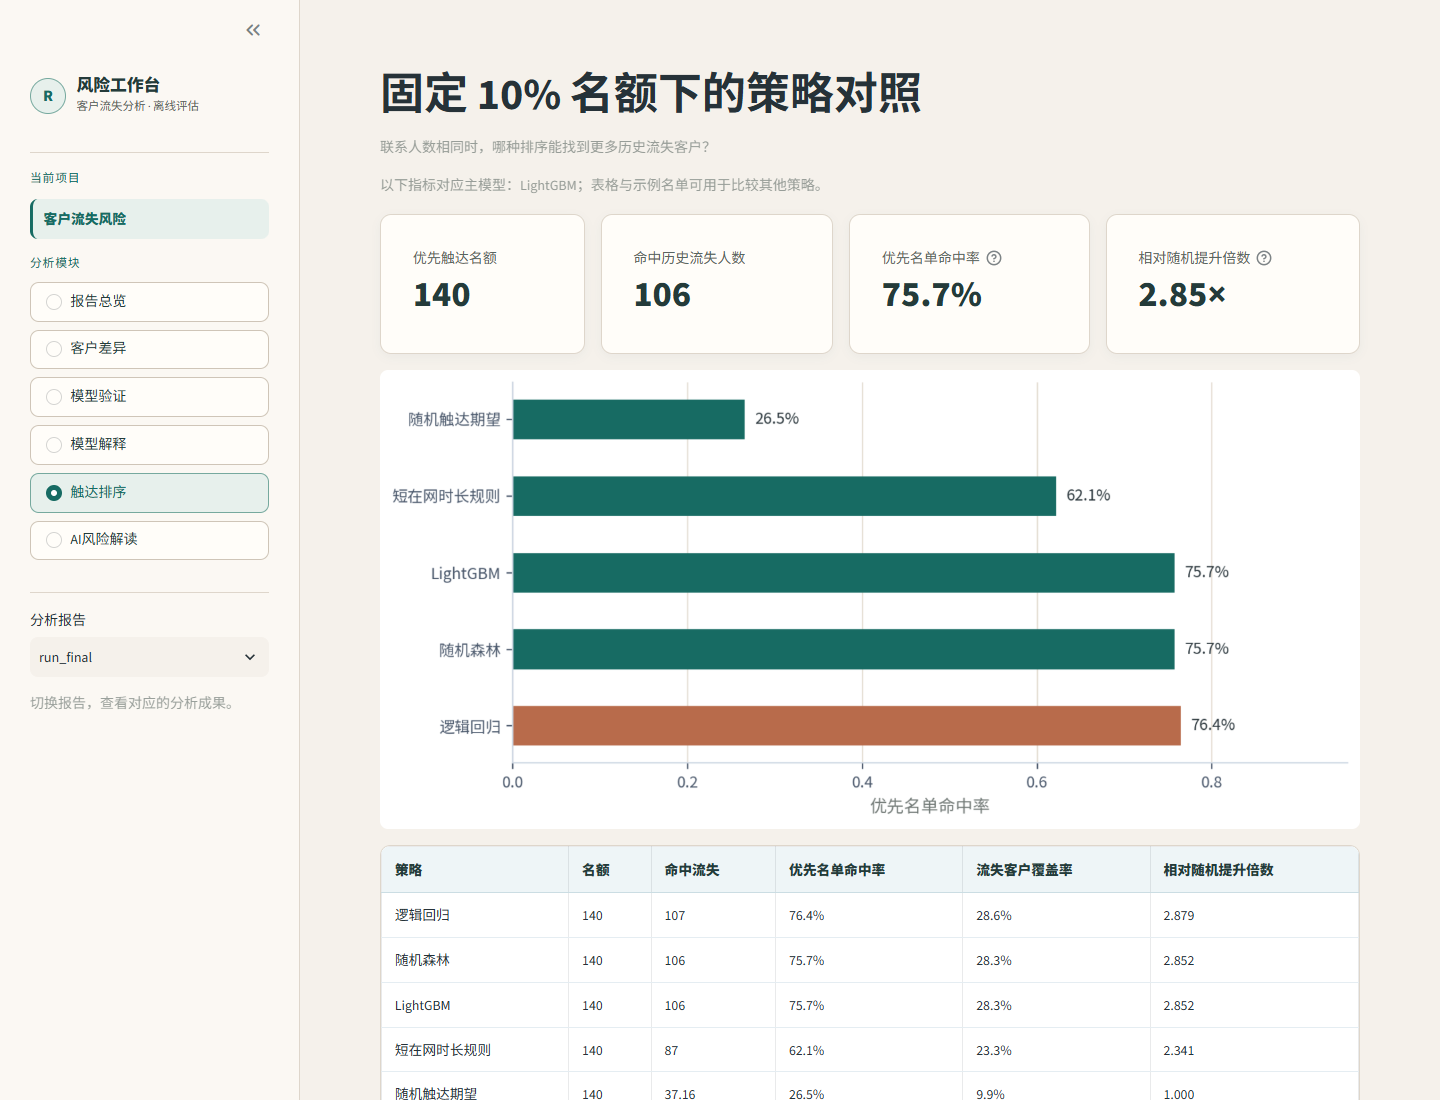 R
风险工作台
客户流失分析 · 离线评估
当前项目
客户流失风险
分析模块
报告总览
客户差异
模型验证
模型解释
触达排序
AI风险解读
分析报告
run_final
切换报告，查看对应的分析成果。
固定 10% 名额下的策略对照
联系人数相同时，哪种排序能找到更多历史流失客户？
以下指标对应主模型：LightGBM；表格与示例名单可用于比较其他策略。
优先触达名额
140
命中历史流失人数
106
优先名单命中率
75.7%
相对随机提升倍数
2.85×
随机触达期望 26.5%
短在网时长规则 62.1%
LightGBM 75.7%
随机森林 75.7%
逻辑回归 76.4%
0.0 0.2 0.4 0.6 0.8
优先名单命中率
策略 名额 命中流失 优先名单命中率 流失客户覆盖率 相对随机提升倍数
逻辑回归 140 107 76.4% 28.6% 2.879
随机森林 140 106 75.7% 28.3% 2.852
LightGBM 140 106 75.7% 28.3% 2.852
短在网时长规则 140 87 62.1% 23.3% 2.341
随机触达期望 140 37.16 26.5% 9.9% 1.000